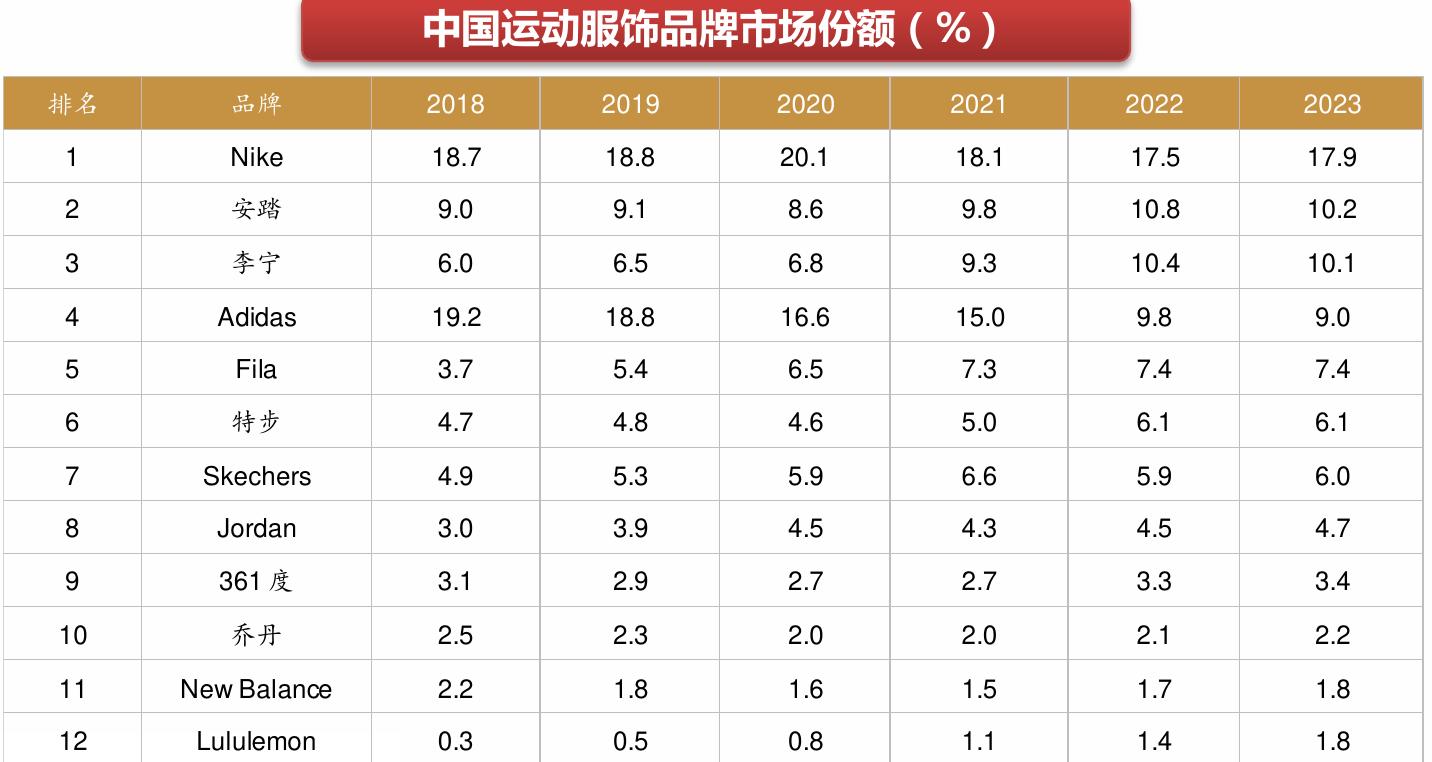 中国运动服饰品牌市场份额（%）
排名 品牌 2018 2019 2020 2021 2022 2023
1 Nike 18.7 18.8 20.1 18.1 17.5 17.9
2 安踏 9.0 9.1 8.6 9.8 10.8 10.2
3 李宁 6.0 6.5 6.8 9.3 10.4 10.1
4 Adidas 19.2 18.8 16.6 15.0 9.8 9.0
5 Fila 3.7 5.4 6.5 7.3 7.4 7.4
6 特步 4.7 4.8 4.6 5.0 6.1 6.1
7 Skechers 4.9 5.3 5.9 6.6 5.9 6.0
8 Jordan 3.0 3.9 4.5 4.3 4.5 4.7
9 361 度 3.1 2.9 2.7 2.7 3.3 3.4
10 乔丹 2.5 2.3 2.0 2.0 2.1 2.2
11 New Balance 2.2 1.8 1.6 1.5 1.7 1.8
12 Lululemon 0.3 0.5 0.8 1.1 1.4 1.8